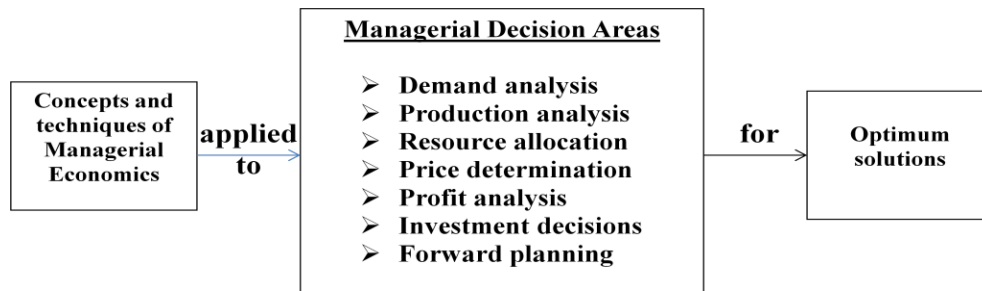 Concepts and
techniques of
Managerial
Economics
applied
to
Managerial Decision Areas
➢ Demand analysis
➢ Production analysis
➢ Resource allocation
➢ Price determination
➢ Profit analysis
➢ Investment decisions
➢ Forward planning
for
Optimum
solutions